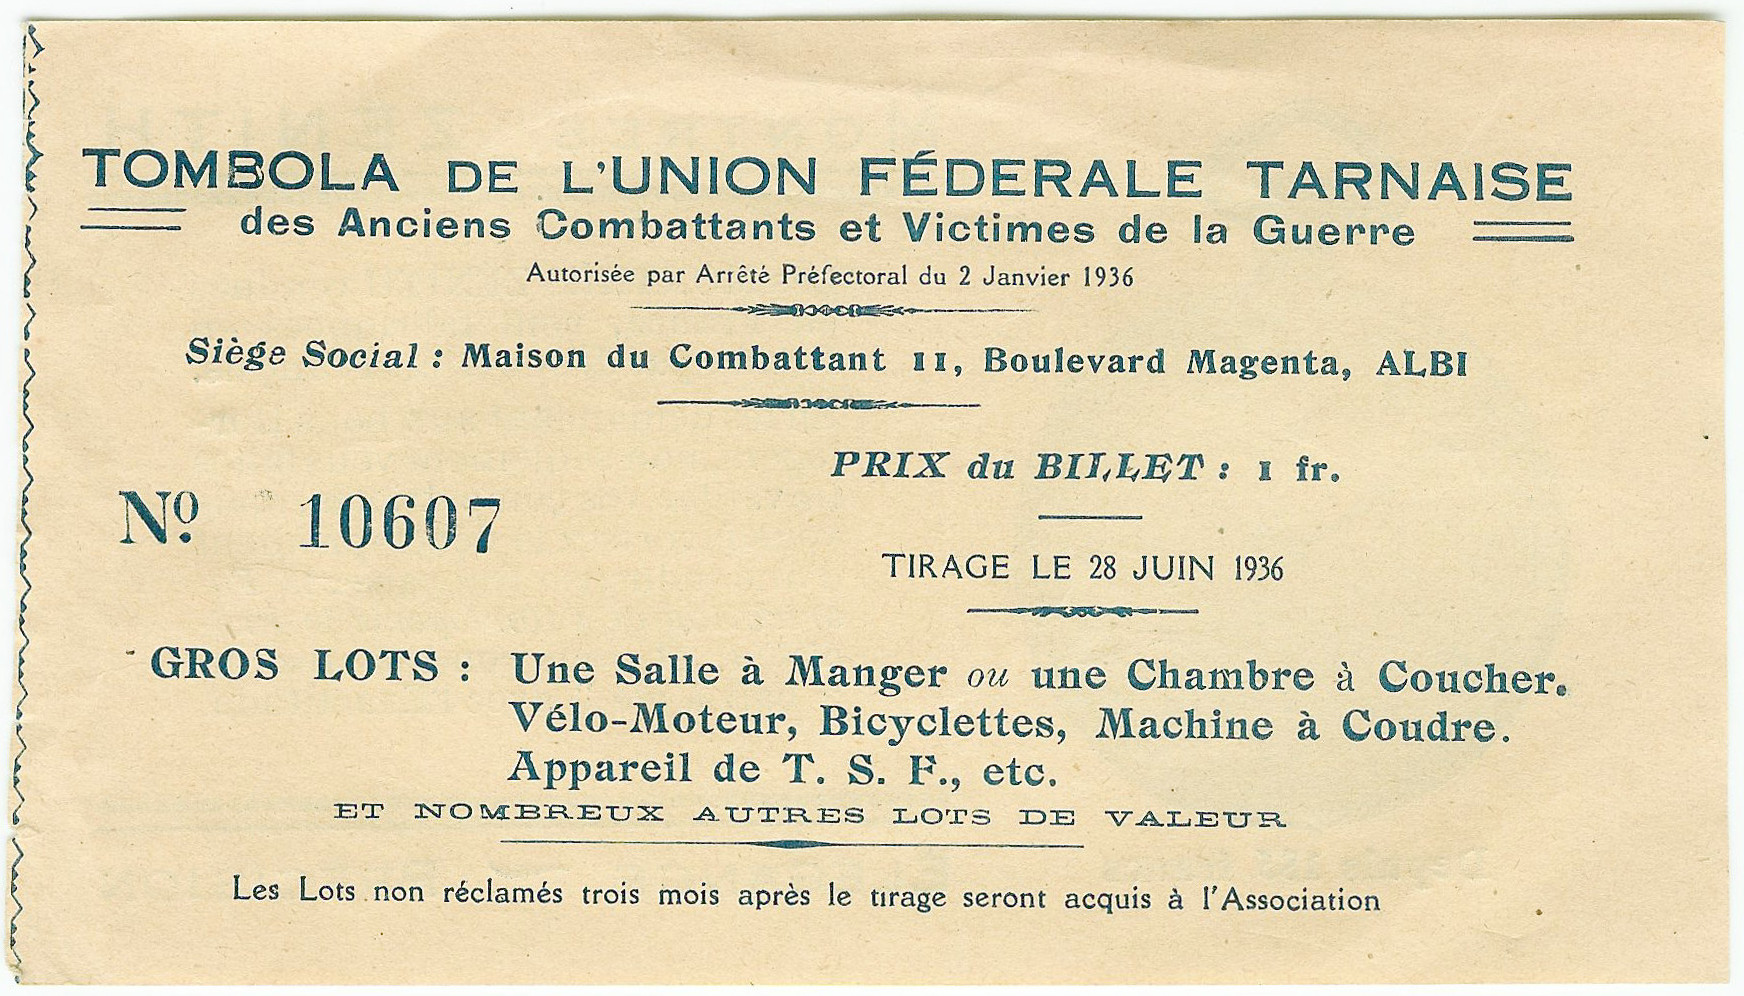 TOMBOLA DE L'UNION FÉDERALE TARNAISE
des Anciens Combattants et Victimes de la Guerre
Autorisée par Arrêté Préfectoral du 2 Janvier 1936
Siège Social : Maison du Combattant 11, Boulevard Magenta, ALBI
PRIX du BILLET : 1 fr.
Nº. 10607
TIRAGE LE 28 JUIN 1936
GROS LOTS : Une Salle à Manger ou une Chambre à Coucher.
Vélo-Moteur, Bicyclettes, Machine à Coudre.
Appareil de T. S. F., etc.
ET NOMBREUX AUTRES LOTS DE VALEUR
Les Lots non réclamés trois mois après le tirage seront acquis à l'Association